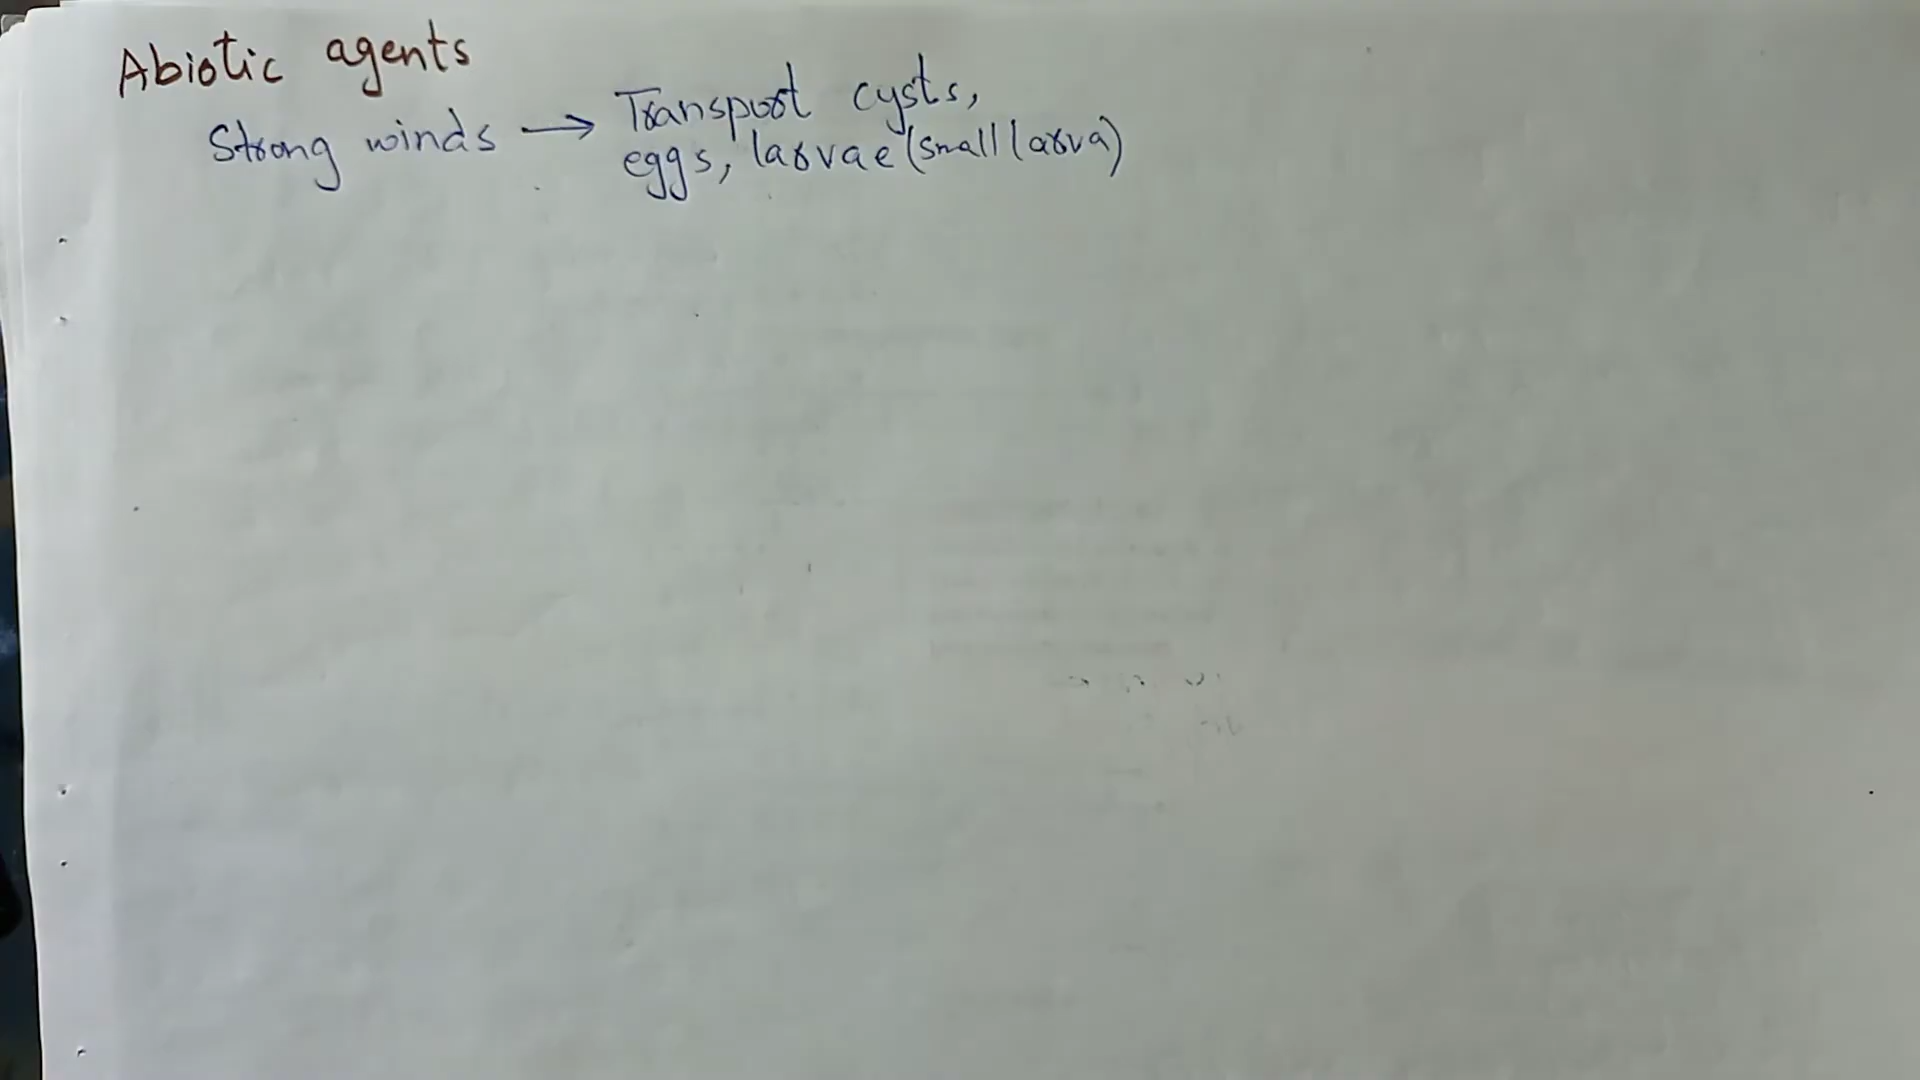 Abiotic agents
Strong winds → Transport cysts,
eggs, larvae (small larva)